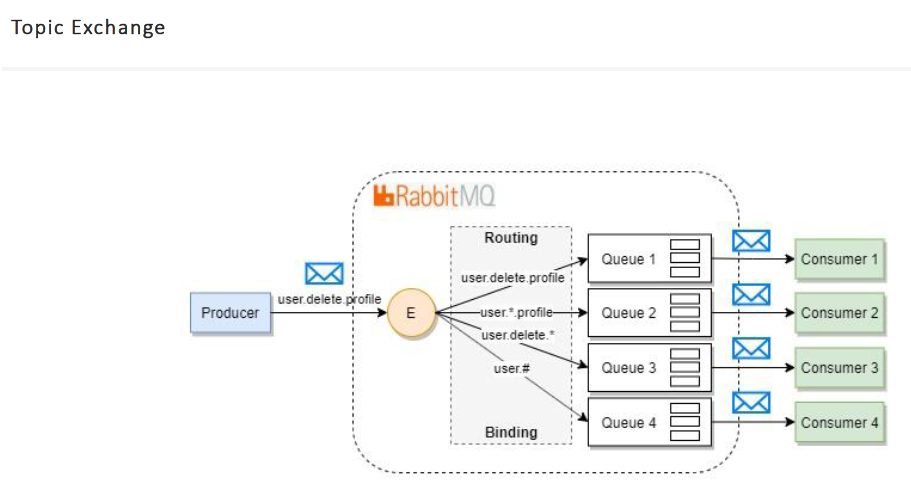 Topic Exchange
RabbitMQ
Routing
user.delete.profile
Queue 1
Consumer 1
user.delete.profile
Producer
E
user.*.profile
Queue 2
Consumer 2
user.delete.*
Queue 3
Consumer 3
user.#
Queue 4
Consumer 4
Binding